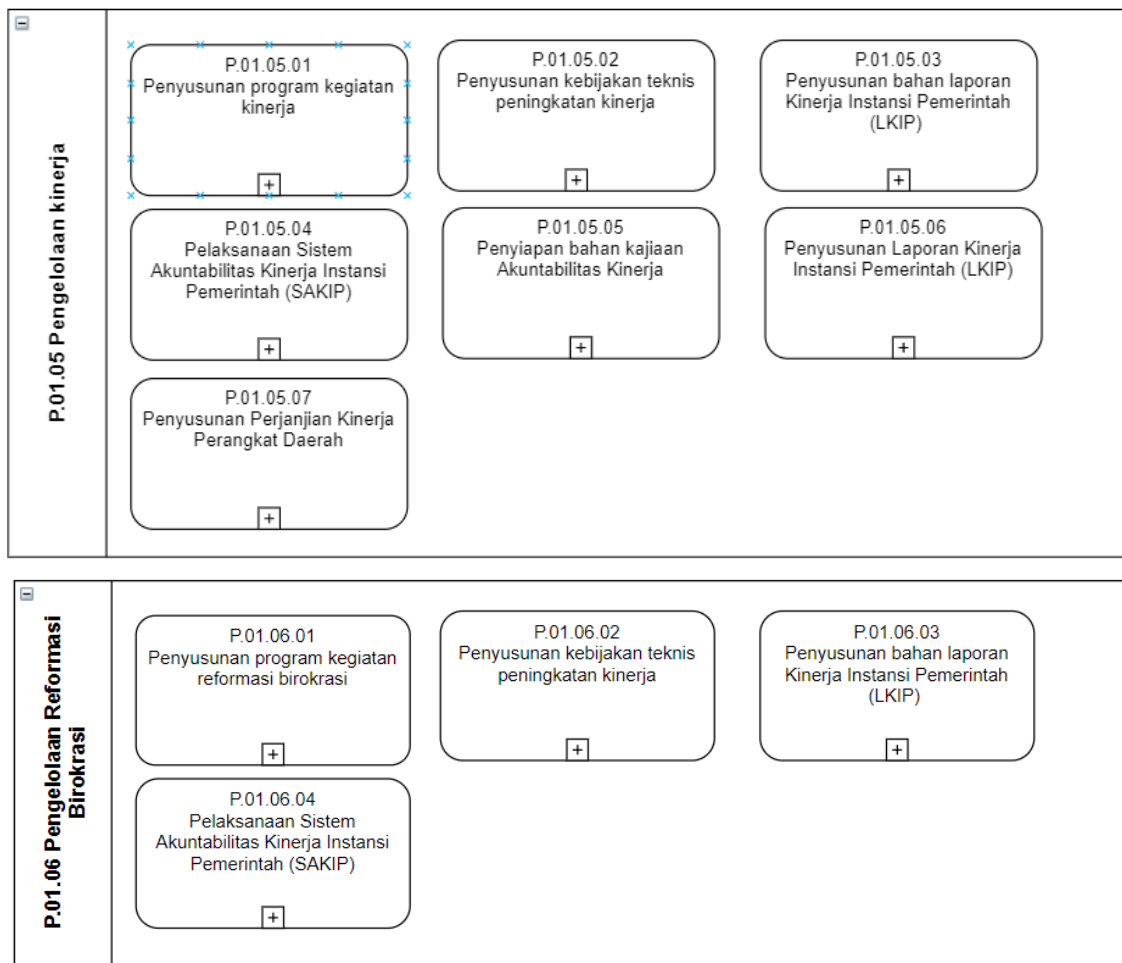 P.01.05 Pengelolaan kinerja
P.01.05.01
Penyusunan program kegiatan
kinerja
P.01.05.02
Penyusunan kebijakan teknis
peningkatan kinerja
P.01.05.03
Penyusunan bahan laporan
Kinerja Instansi Pemerintah
(LKIP)
P.01.05.04
Pelaksanaan Sistem
Akuntabilitas Kinerja Instansi
Pemerintah (SAKIP)
P.01.05.05
Penyiapan bahan kajiaan
Akuntabilitas Kinerja
P.01.05.06
Penyusunan Laporan Kinerja
Instansi Pemerintah (LKIP)
P.01.05.07
Penyusunan Perjanjian Kinerja
Perangkat Daerah
P.01.06 Pengelolaan Reformasi
Birokrasi
P.01.06.01
Penyusunan program kegiatan
reformasi birokrasi
P.01.06.02
Penyusunan kebijakan teknis
peningkatan kinerja
P.01.06.03
Penyusunan bahan laporan
Kinerja Instansi Pemerintah
(LKIP)
P.01.06.04
Pelaksanaan Sistem
Akuntabilitas Kinerja Instansi
Pemerintah (SAKIP)